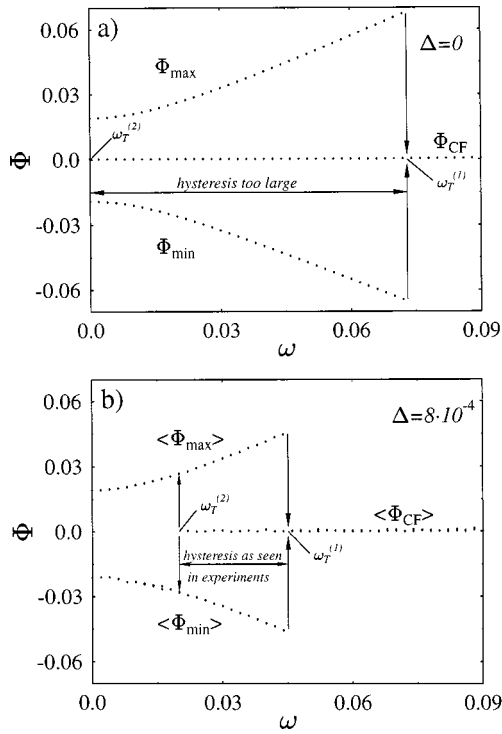 a)
0.06
0.03
0.0
-0.03
-0.06
Φ
Φmax
Δ=0
ωT(2)
ΦCF
hysteresis too large
ωT(1)
Φmin
0.0 0.03 0.06 0.09
ω
b)
0.06
0.03
0.0
-0.03
-0.06
Φ
<Φmax>
Δ=8·10-4
ωT(2)
<ΦCF>
hysteresis as seen
in experiments
ωT(1)
<Φmin>
0.0 0.03 0.06 0.09
ω